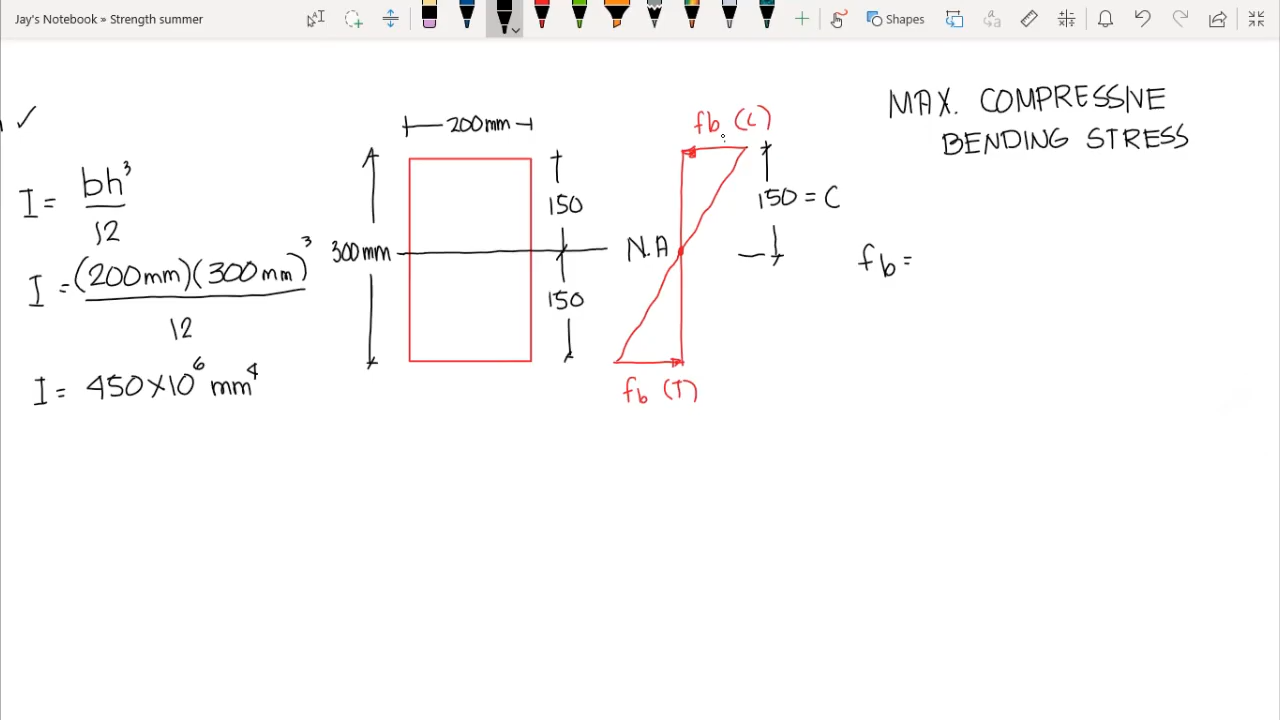 Jay's Notebook » Strength summer
Shapes
✓
I = bh³/12
I = (200mm)(300mm)³/12
I = 450×10⁶ mm⁴
200mm
300mm
150
150
fb (C)
N.A
fb (T)
150 = C
MAX. COMPRESSIVE
BENDING STRESS
fb =